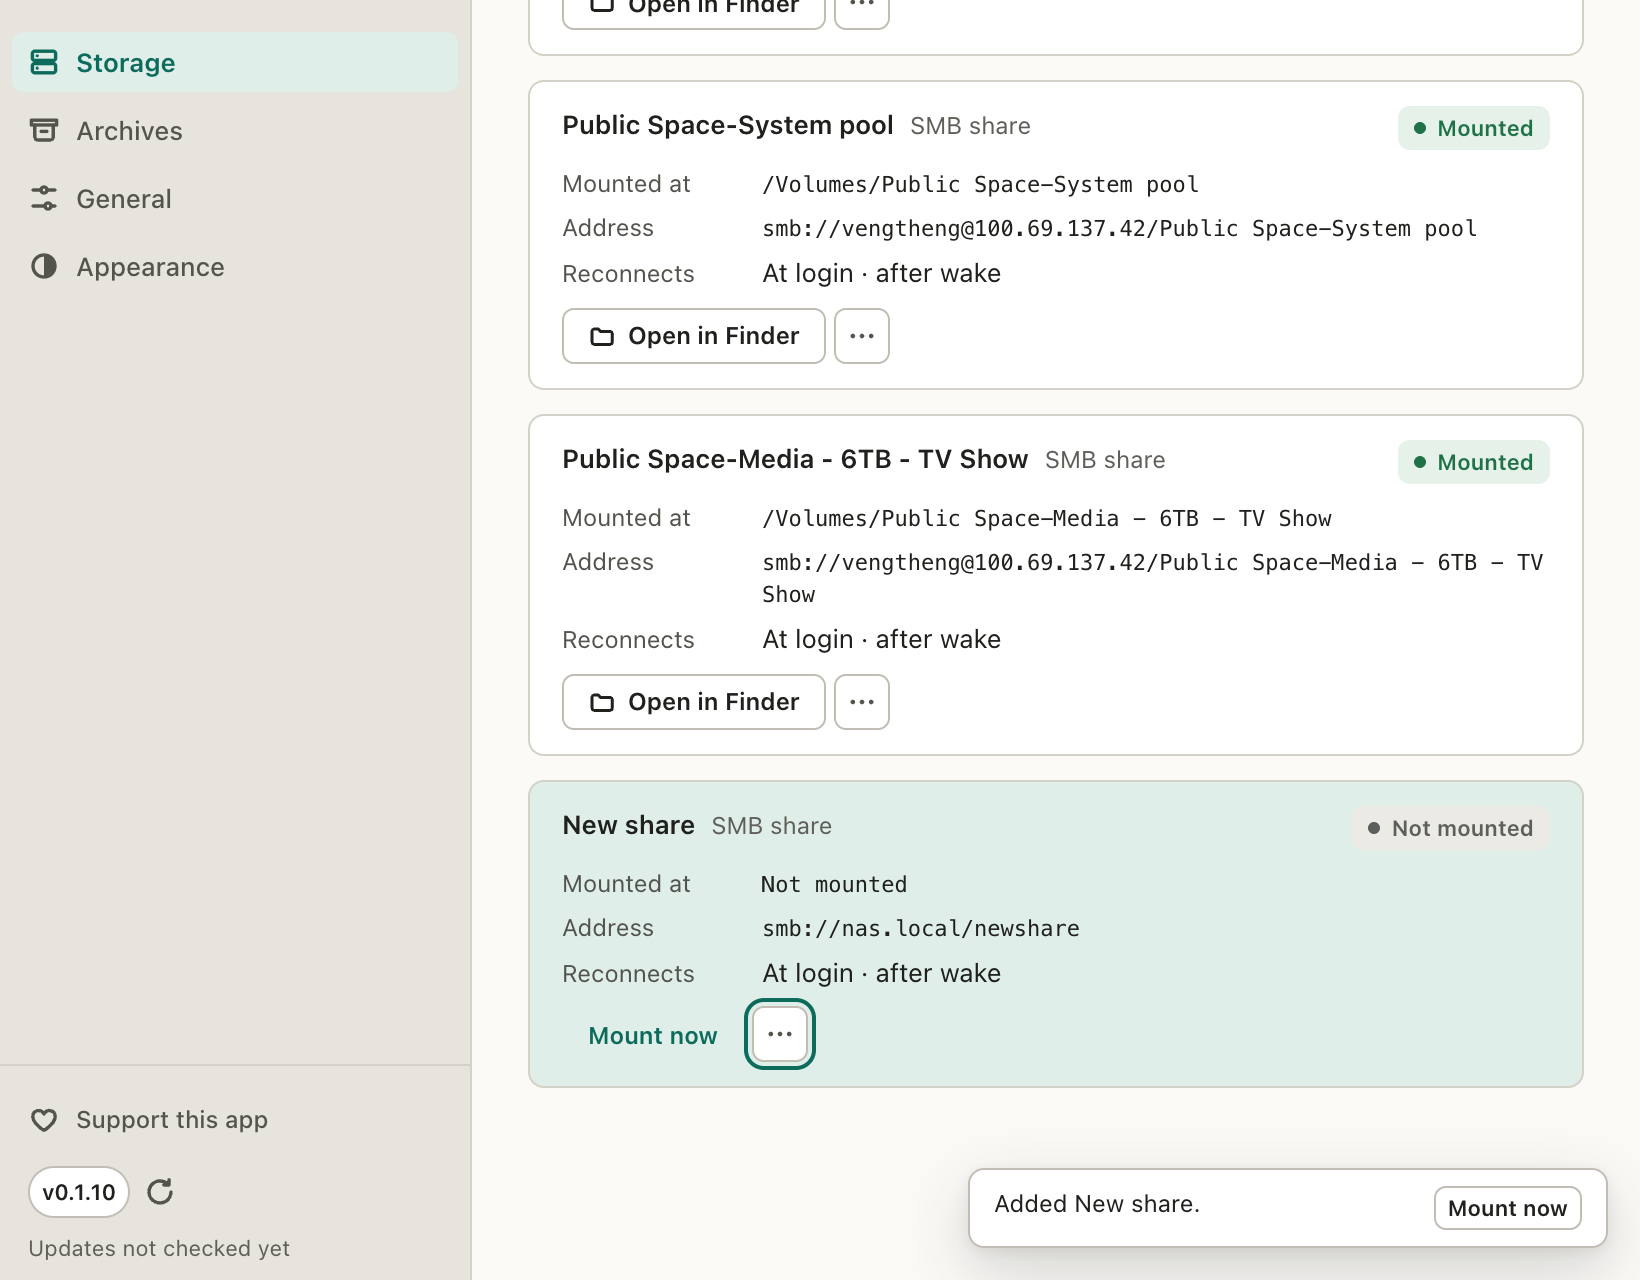 Storage
Archives
General
Appearance
Support this app
v0.1.10
Updates not checked yet
Open in Finder
Public Space-System pool SMB share
Mounted
Mounted at /Volumes/Public Space-System pool
Address smb://vengtheng@100.69.137.42/Public Space-System pool
Reconnects At login · after wake
Open in Finder
Public Space-Media - 6TB - TV Show SMB share
Mounted
Mounted at /Volumes/Public Space-Media - 6TB - TV Show
Address smb://vengtheng@100.69.137.42/Public Space-Media - 6TB - TV
Show
Reconnects At login · after wake
Open in Finder
New share SMB share
Not mounted
Mounted at Not mounted
Address smb://nas.local/newshare
Reconnects At login · after wake
Mount now
Added New share.
Mount now